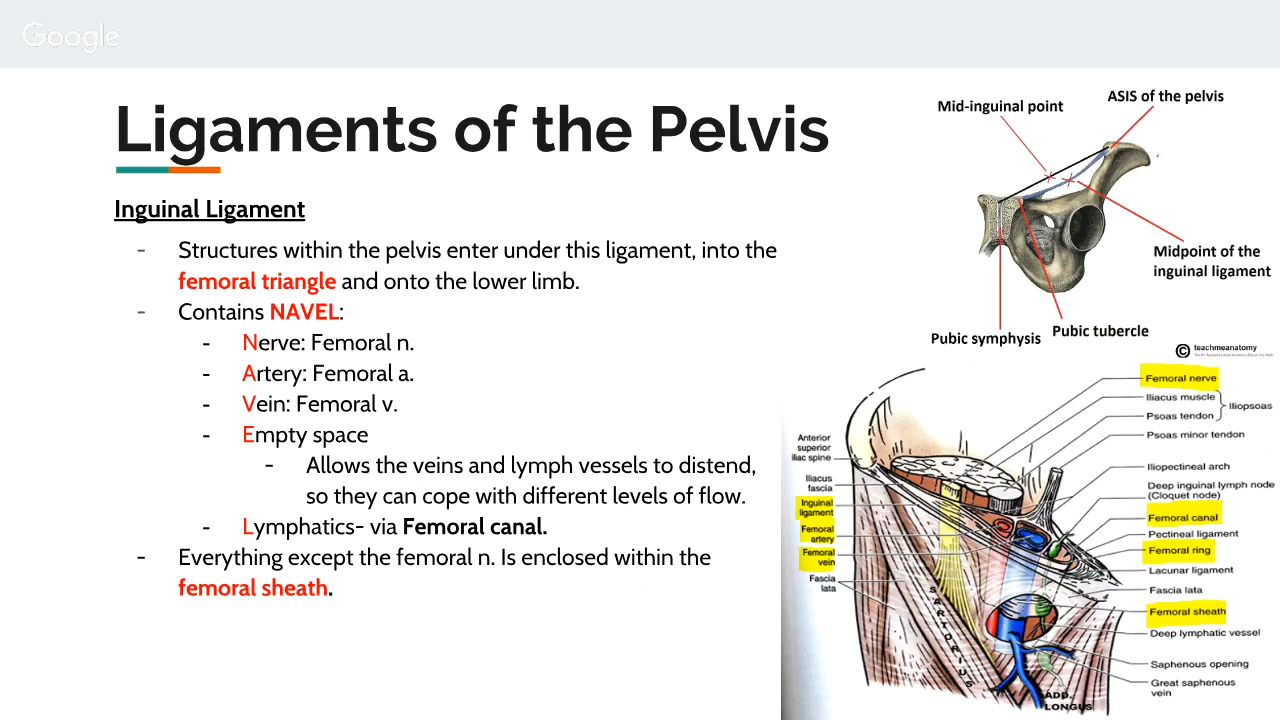 Google
Ligaments of the Pelvis
Inguinal Ligament
- Structures within the pelvis enter under this ligament, into the
femoral triangle and onto the lower limb.
- Contains NAVEL:
- Nerve: Femoral n.
- Artery: Femoral a.
- Vein: Femoral v.
- Empty space
- Allows the veins and lymph vessels to distend,
so they can cope with different levels of flow.
- Lymphatics- via Femoral canal.
- Everything except the femoral n. Is enclosed within the
femoral sheath.
Mid-inguinal point
ASIS of the pelvis
Midpoint of the
inguinal ligament
Pubic symphysis
Pubic tubercle
© teachmeanatomy
Anterior
superior
iliac spine
Iliacus
fascia
Inguinal
ligament
Femoral
artery
Femoral
vein
Fascia
lata
Femoral nerve
Iliacus muscle
Psoas tendon
Iliopsoas
Psoas minor tendon
Iliopectineal arch
Deep inguinal lymph node
(Cloquet node)
Femoral canal
Pectineal ligament
Femoral ring
Lacunar ligament
Fascia lata
Femoral sheath
Deep lymphatic vessel
Saphenous opening
Great saphenous
vein
SARTORIUS
ADD.
LONGUS